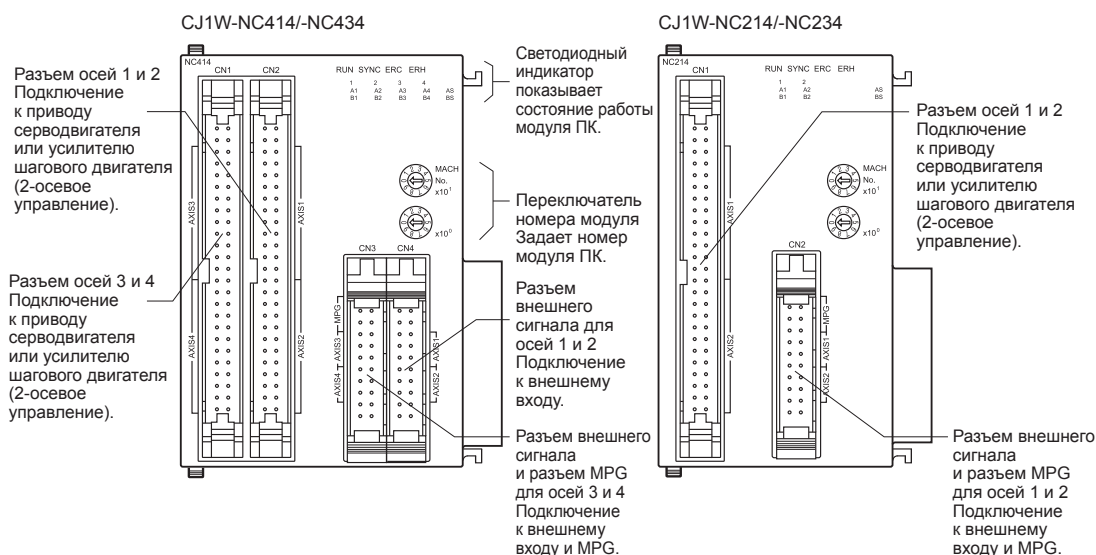 CJ1W-NC414/-NC434
CJ1W-NC214/-NC234
Разъем осей 1 и 2
Подключение
к приводу
серводвигателя
или усилителю
шагового двигателя
(2-осевое
управление).
Разъем осей 3 и 4
Подключение
к приводу
серводвигателя
или усилителю
шагового двигателя
(2-осевое
управление).
NC414
CN1
CN2
RUN SYNC ERC ERH
1 2 3 4
A1 A2 A3 A4 AS
B1 B2 B3 B4 BS
MACH
No.
x10¹
x10⁰
AXIS3
AXIS4
AXIS1
AXIS2
CN3
CN4
MPG
AXIS3
AXIS4
AXIS1
AXIS2
Светодиодный
индикатор
показывает
состояние работы
модуля ПК.
Переключатель
номера модуля
Задает номер
модуля ПК.
Разъем
внешнего
сигнала для
осей 1 и 2
Подключение
к внешнему
входу.
Разъем внешнего
сигнала
и разъем MPG
для осей 3 и 4
Подключение
к внешнему
входу и MPG.
NC214
CN1
RUN SYNC ERC ERH
1 2
A1 A2 AS
B1 B2 BS
MACH
No.
x10¹
x10⁰
AXIS1
AXIS2
CN2
MPG
AXIS1
AXIS2
Разъем осей 1 и 2
Подключение
к приводу
серводвигателя
или усилителю
шагового двигателя
(2-осевое
управление).
Разъем внешнего
сигнала
и разъем MPG
для осей 1 и 2
Подключение
к внешнему
входу и MPG.